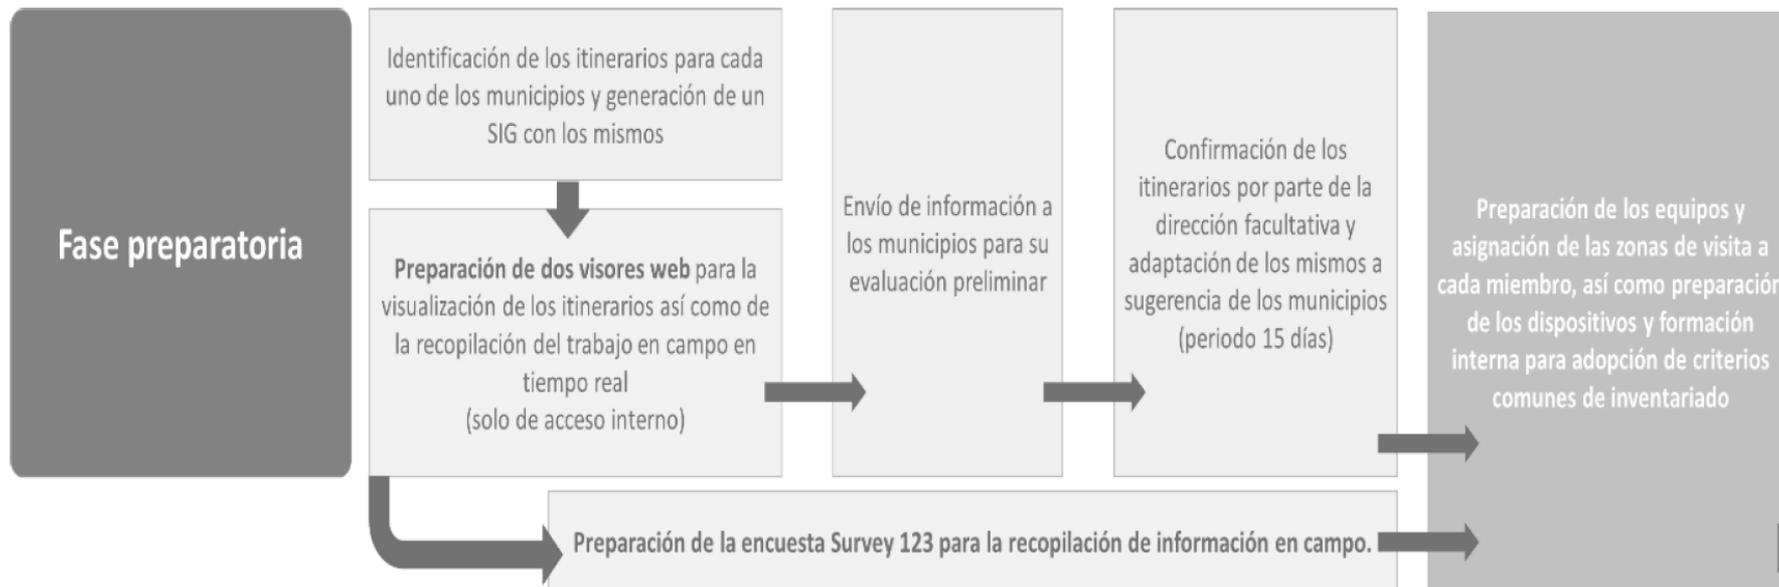 Fase preparatoria
Identificación de los itinerarios para cada
uno de los municipios y generación de un
SIG con los mismos
Preparación de dos visores web para la
visualización de los itinerarios así como de
la recopilación del trabajo en campo en
tiempo real
(solo de acceso interno)
Envío de información a
los municipios para su
evaluación preliminar
Confirmación de los
itinerarios por parte de la
dirección facultativa y
adaptación de los mismos a
sugerencia de los municipios
(periodo 15 días)
Preparación de los equipos y
asignación de las zonas de visita a
cada miembro, así como preparación
de los dispositivos y formación
interna para adopción de criterios
comunes de inventariado
Preparación de la encuesta Survey 123 para la recopilación de información en campo.